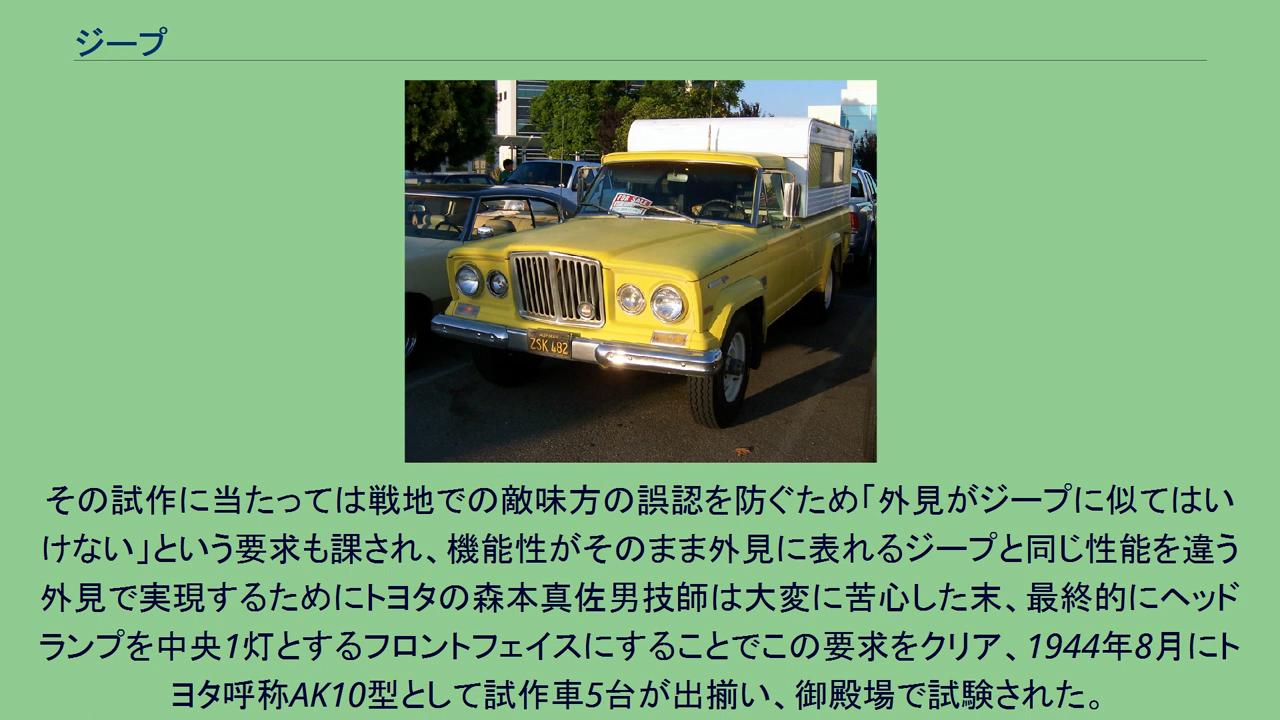 ジープ
FOR SALE
ZSK 482
その試作に当たっては戦地での敵味方の誤認を防ぐため「外見がジープに似てはい
けない」という要求も課され、機能性がそのまま外見に表れるジープと同じ性能を違う
外見で実現するためにトヨタの森本真佐男技師は大変に苦心した末、最終的にヘッド
ランプを中央1灯とするフロントフェイスにすることでこの要求をクリア、1944年8月にト
ヨタ呼称AK10型として試作車5台が出揃い、御殿場で試験された。